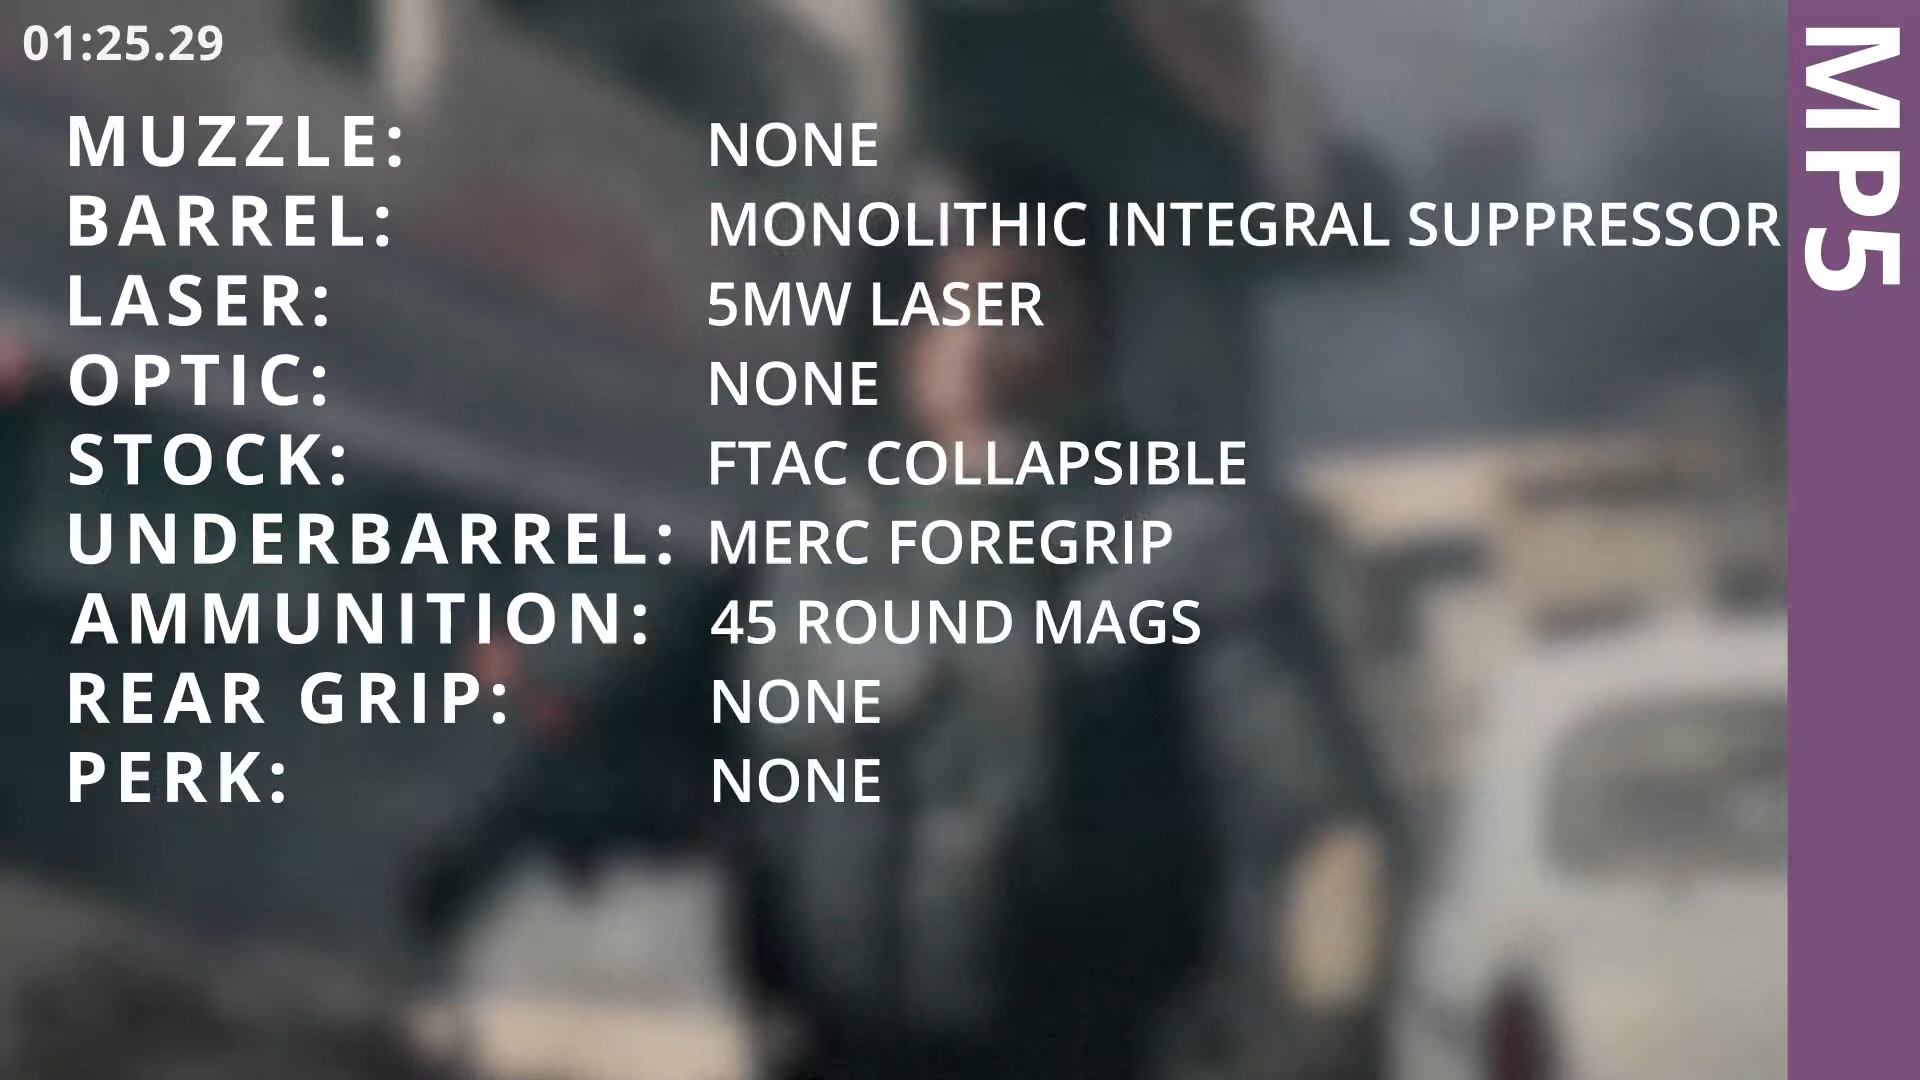 01:25.29
MUZZLE: NONE
BARREL: MONOLITHIC INTEGRAL SUPPRESSOR
LASER: 5MW LASER
OPTIC: NONE
STOCK: FTAC COLLAPSIBLE
UNDERBARREL: MERC FOREGRIP
AMMUNITION: 45 ROUND MAGS
REAR GRIP: NONE
PERK: NONE
MP5